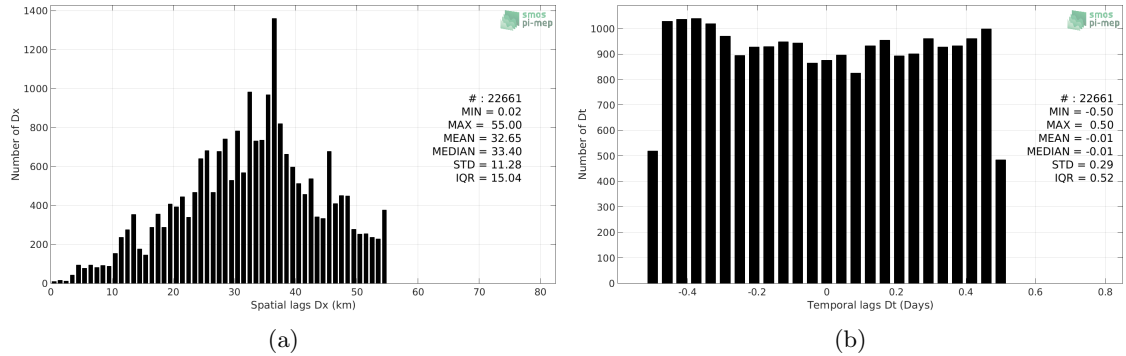 smos
pi-mep
1400
1200
1000
800
600
400
200
0
Number of Dx
# : 22661
MIN = 0.02
MAX = 55.00
MEAN = 32.65
MEDIAN = 33.40
STD = 11.28
IQR = 15.04
0 10 20 30 40 50 60 70 80
Spatial lags Dx (km)
(a)
smos
pi-mep
1000
900
800
700
600
500
400
300
200
100
0
Number of Dt
# : 22661
MIN = -0.50
MAX = 0.50
MEAN = -0.01
MEDIAN = -0.01
STD = 0.29
IQR = 0.52
-0.4 -0.2 0 0.2 0.4 0.6 0.8
Temporal lags Dt (Days)
(b)